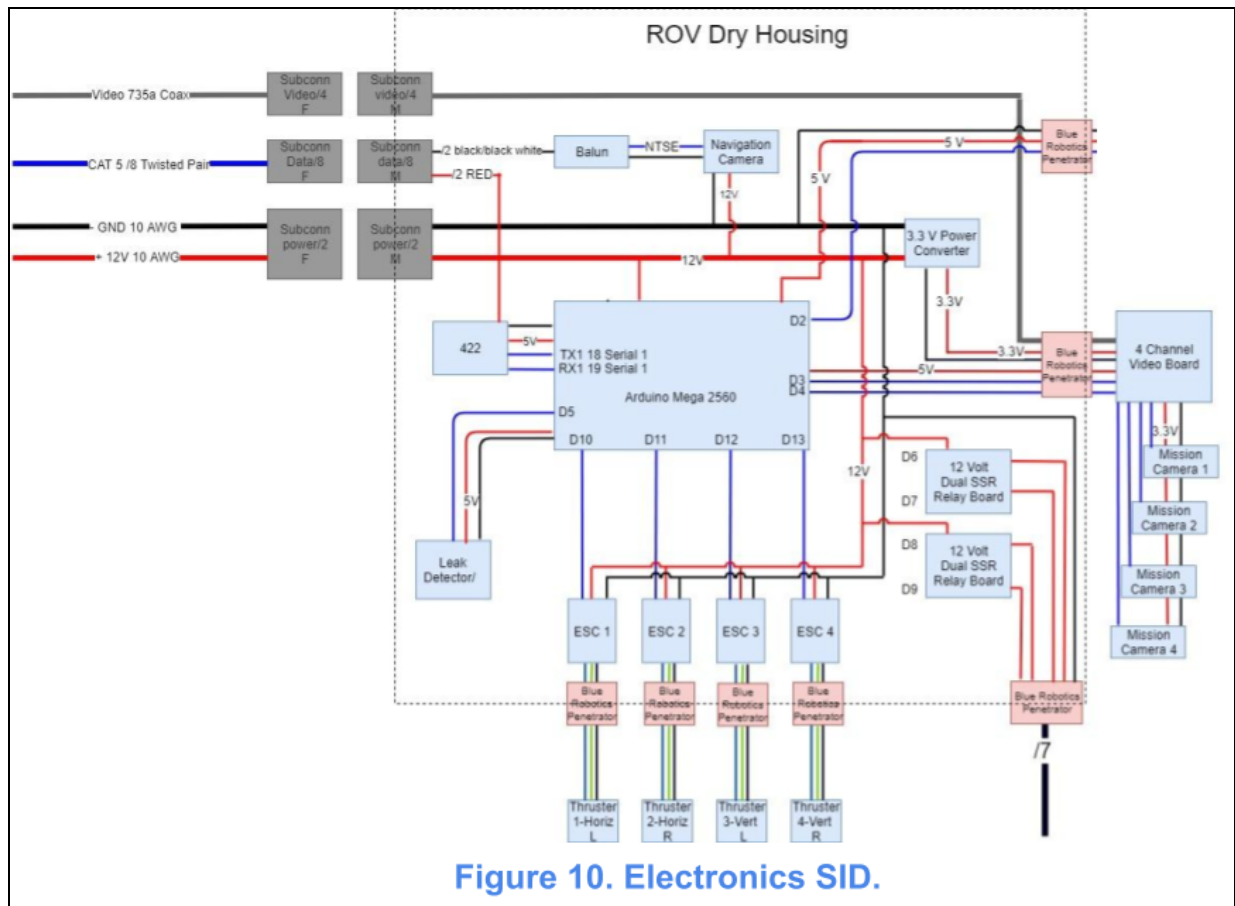 ROV Dry Housing
Video 735a Coax
Subconn
Video/4
F
Subconn
video/4
M
CAT 5 /8 Twisted Pair
Subconn
Data/8
F
Subconn
data/8
M
/2 black/black white
/2 RED
Balun
NTSE
Navigation
Camera
12V
5 V
5 V
Blue
Robotics
Penetrator
- GND 10 AWG
+ 12V 10 AWG
Subconn
power/2
F
Subconn
power/2
M
12V
3.3 V Power
Converter
3.3V
3.3V
Blue
Robotics
Penetrator
4 Channel
Video Board
422
5V
TX1 18 Serial 1
RX1 19 Serial 1
Arduino Mega 2560
D2
5V
D3
D4
D5
D10
D11
D12
D13
5V
Leak
Detector/
12V
D6
D7
12 Volt
Dual SSR
Relay Board
D8
D9
12 Volt
Dual SSR
Relay Board
3.3V
Mission
Camera 1
Mission
Camera 2
Mission
Camera 3
Mission
Camera 4
ESC 1
ESC 2
ESC 3
ESC 4
Blue
Robotics
Penetrator
Blue
Robotics
Penetrator
Blue
Robotics
Penetrator
Blue
Robotics
Penetrator
Blue Robotics
Penetrator
/7
Thruster
1-Horiz
L
Thruster
2-Horiz
R
Thruster
3-Vert
L
Thruster
4-Vert
R
Figure 10. Electronics SID.